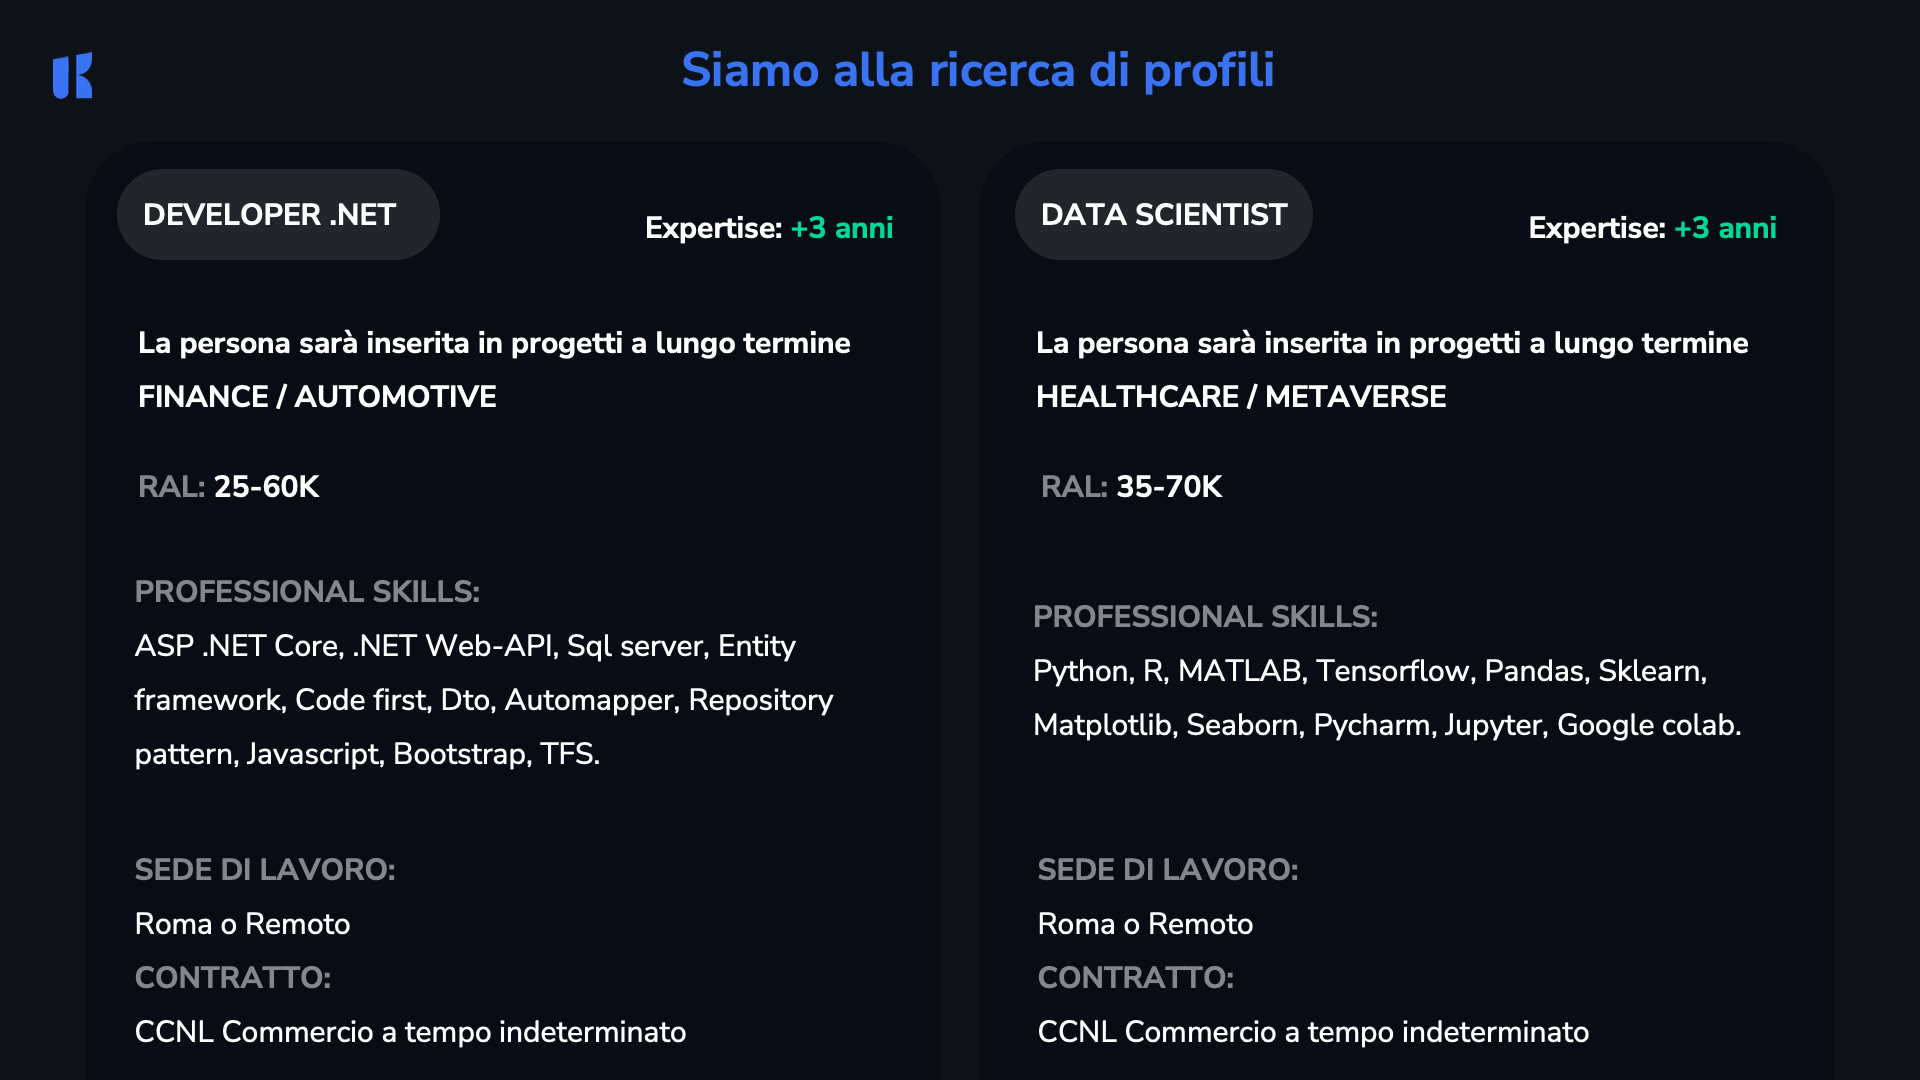 Siamo alla ricerca di profili
DEVELOPER .NET
Expertise: +3 anni
La persona sarà inserita in progetti a lungo termine
FINANCE / AUTOMOTIVE
RAL: 25-60K
PROFESSIONAL SKILLS:
ASP .NET Core, .NET Web-API, Sql server, Entity
framework, Code first, Dto, Automapper, Repository
pattern, Javascript, Bootstrap, TFS.
SEDE DI LAVORO:
Roma o Remoto
CONTRATTO:
CCNL Commercio a tempo indeterminato
DATA SCIENTIST
Expertise: +3 anni
La persona sarà inserita in progetti a lungo termine
HEALTHCARE / METAVERSE
RAL: 35-70K
PROFESSIONAL SKILLS:
Python, R, MATLAB, Tensorflow, Pandas, Sklearn,
Matplotlib, Seaborn, Pycharm, Jupyter, Google colab.
SEDE DI LAVORO:
Roma o Remoto
CONTRATTO:
CCNL Commercio a tempo indeterminato